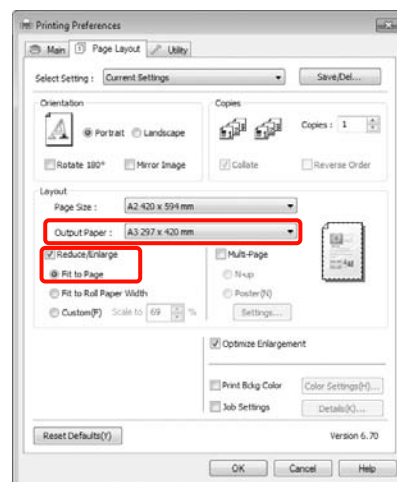 Printing Preferences
Main Page Layout Utility
Select Setting : Current Settings Save/Del...
Orientation Copies
Portrait Landscape Copies : 1
Rotate 180° Mirror Image Collate Reverse Order
Layout
Page Size : A2 420 x 594 mm
Output Paper : A3 297 x 420 mm
Reduce/Enlarge Multi-Page
Fit to Page N-up
Fit to Roll Paper Width Poster(N)
Custom(F) Scale to 69 % Settings...
Optimize Enlargement
Print Bckg Color Color Settings(H)...
Job Settings Details(K)...
Reset Defaults(Y) Version 6.70
OK Cancel Help